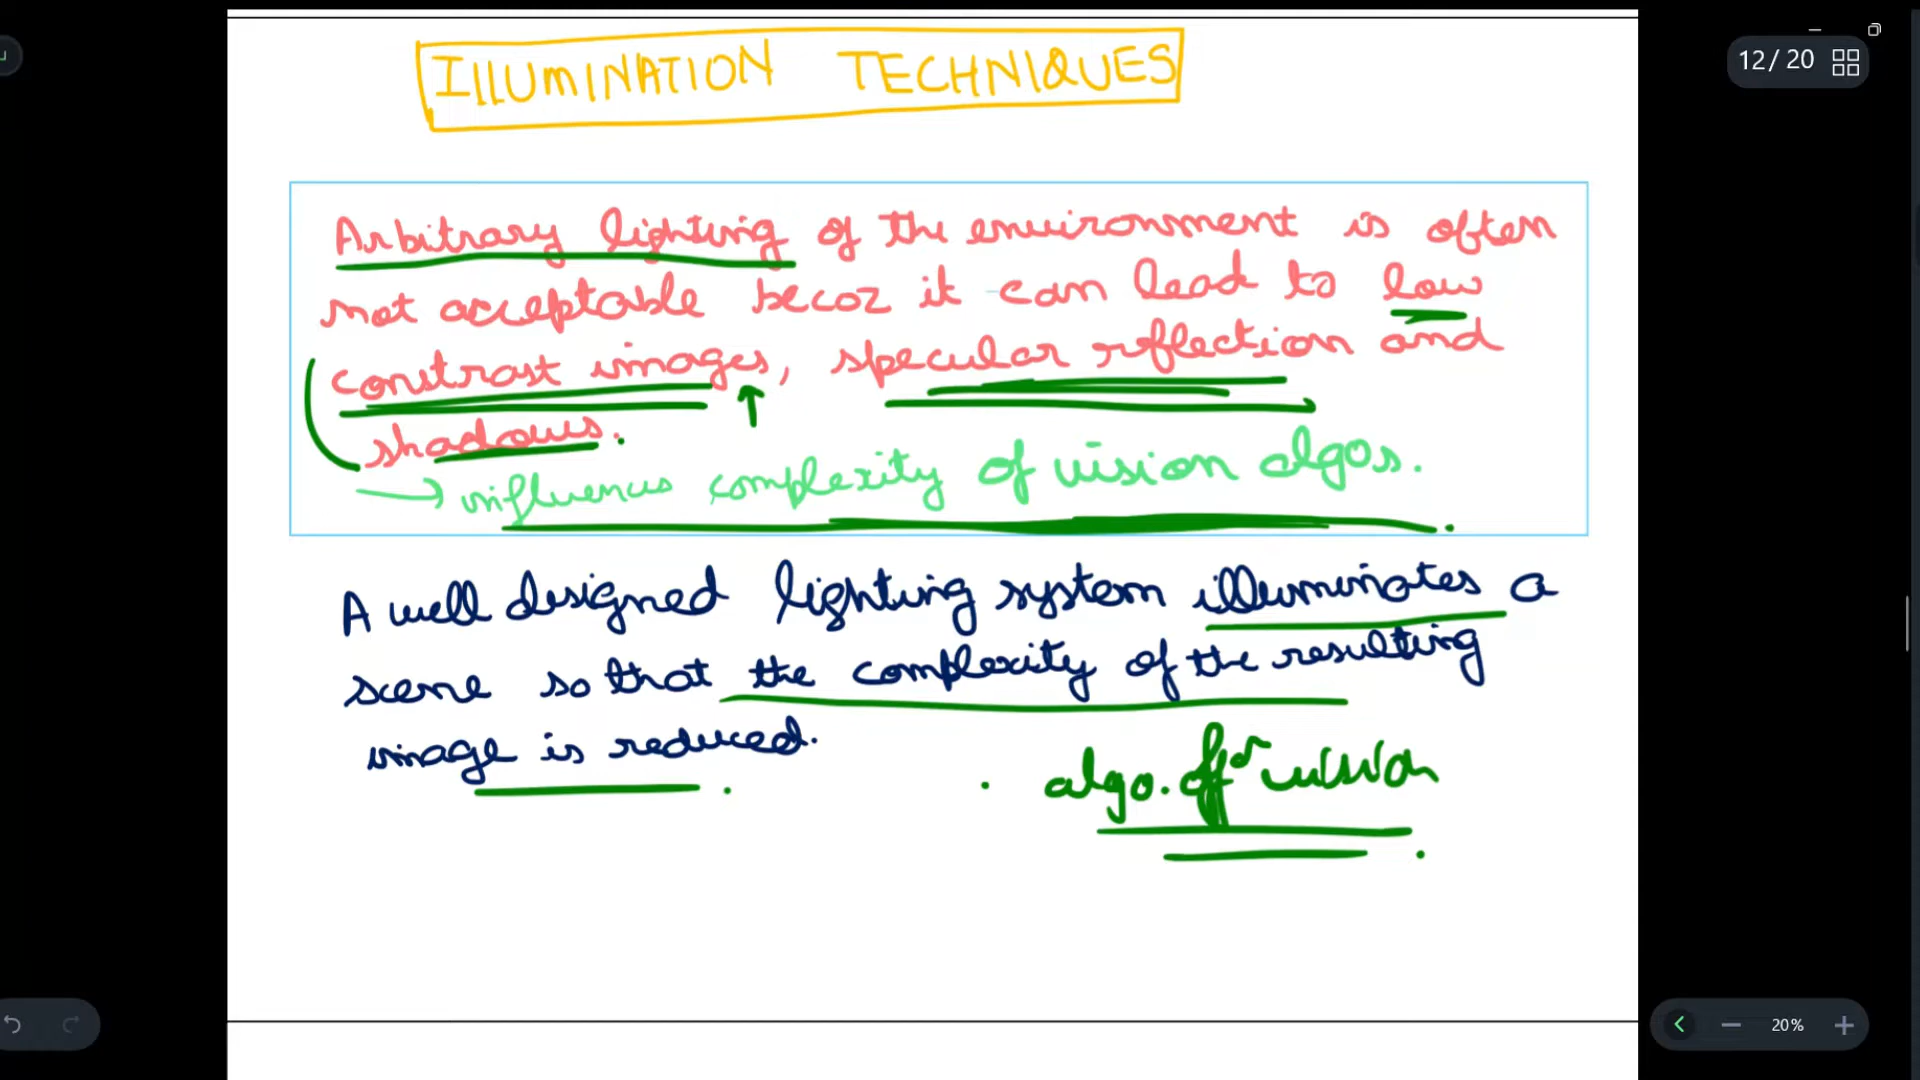 ILLUMINATION TECHNIQUES
12/20
Arbitrary lighting of the environment is often
not acceptable becoz it can lead to low
contrast images, specular reflection and
shadows.
→ influences complexity of vision algos.
A well designed lighting system illuminates a
scene so that the complexity of the resulting
image is reduced.
algo. of vision
20%